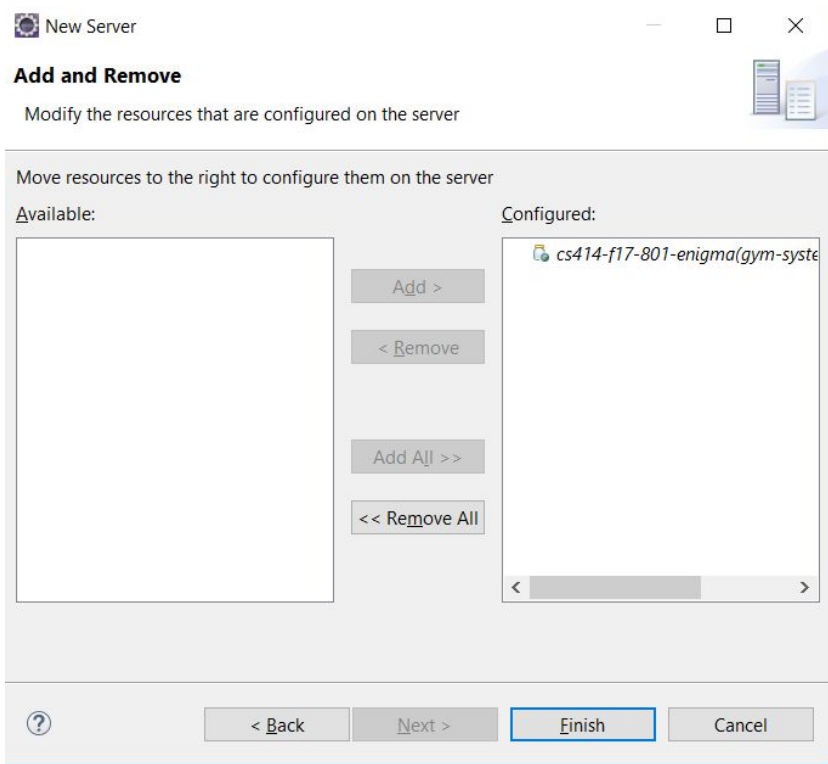 New Server
Add and Remove
Modify the resources that are configured on the server
Move resources to the right to configure them on the server
Available:
Configured:
cs414-f17-801-enigma(gym-syste
Add >
< Remove
Add All >>
<< Remove All
< Back
Next >
Finish
Cancel